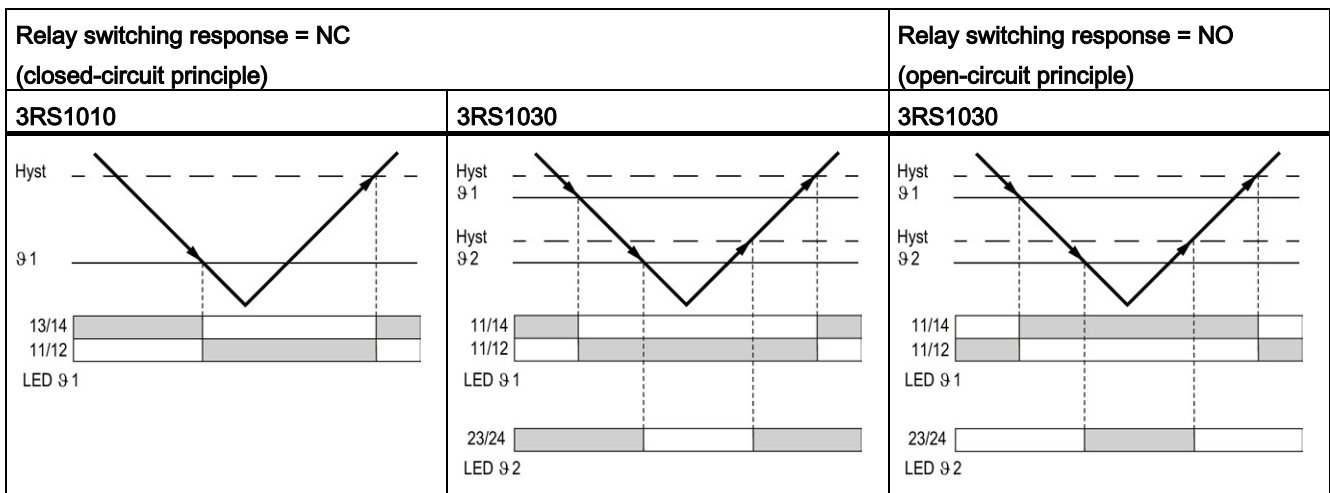 Relay switching response = NC
(closed-circuit principle)
Relay switching response = NO
(open-circuit principle)
3RS1010
3RS1030
3RS1030
Hyst
ϑ1
13/14
11/12
LED ϑ1
Hyst
ϑ1
Hyst
ϑ2
11/14
11/12
LED ϑ1
23/24
LED ϑ2
Hyst
ϑ1
Hyst
ϑ2
11/14
11/12
LED ϑ1
23/24
LED ϑ2